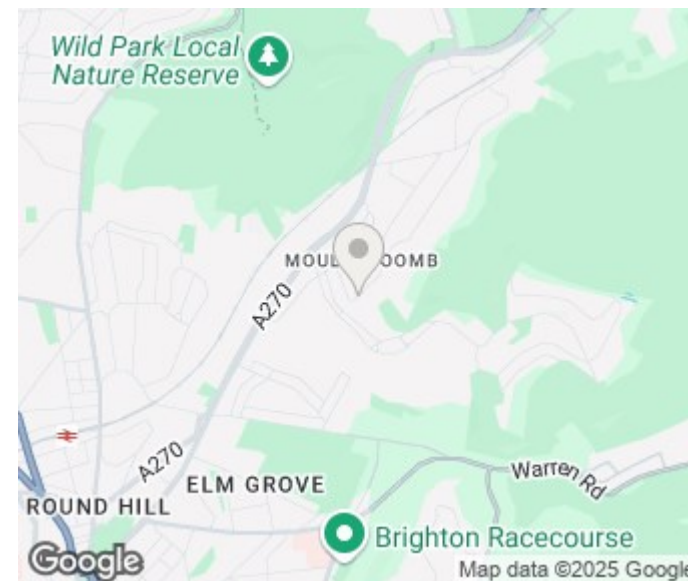 Wild Park Local
Nature Reserve
MOUL OOMB
A270
A270
ELM GROVE
ROUND HILL
Warren Rd
Brighton Racecourse
Google
Map data ©2025 Google